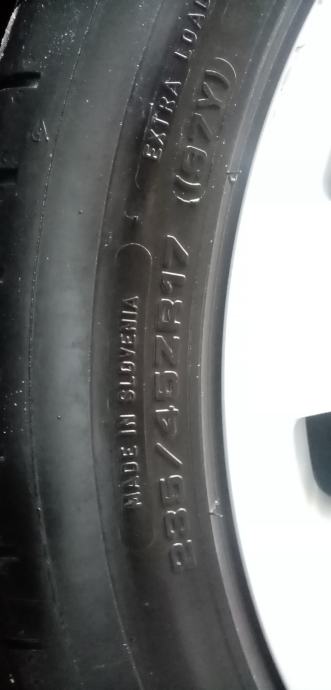 MADE IN SLOVENIA
EXTRA LOAD
235/45ZR17 ((97Y))